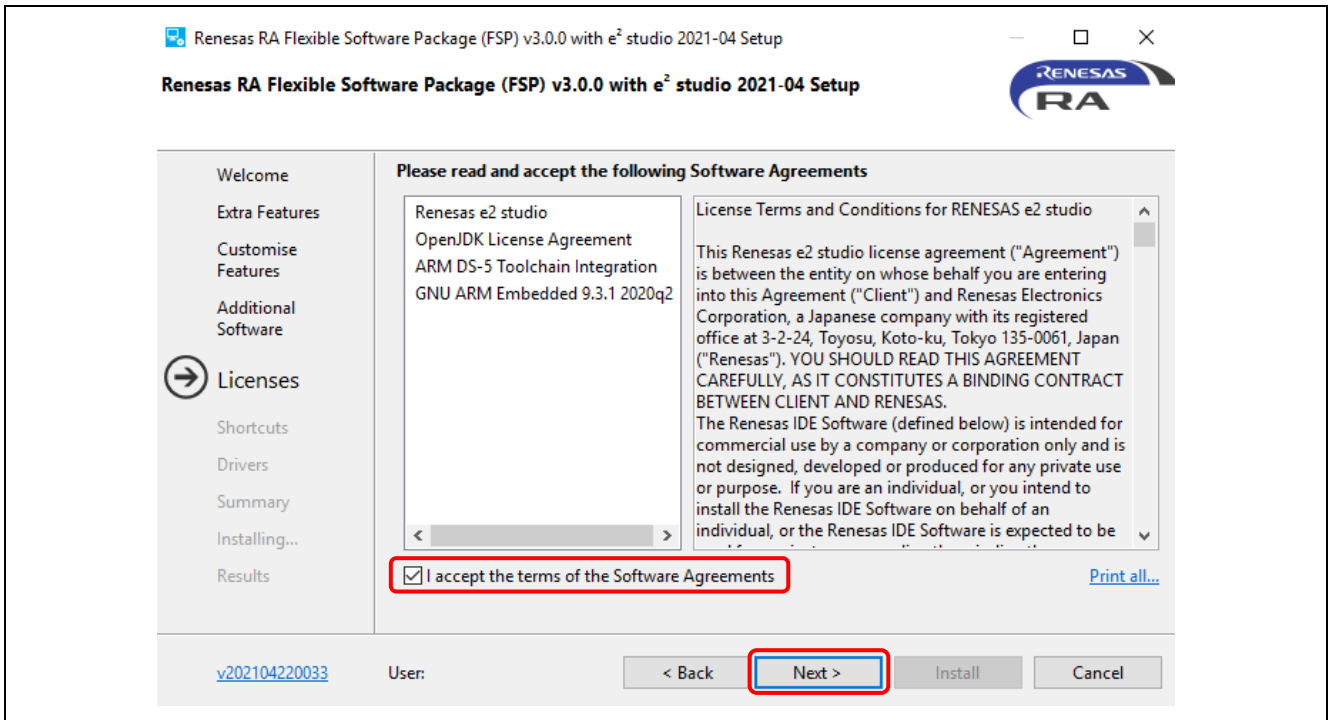 Renesas RA Flexible Software Package (FSP) v3.0.0 with e² studio 2021-04 Setup
Renesas RA Flexible Software Package (FSP) v3.0.0 with e² studio 2021-04 Setup
RENESAS
RA
Welcome
Extra Features
Customise
Features
Additional
Software
Licenses
Shortcuts
Drivers
Summary
Installing...
Results
Please read and accept the following Software Agreements
Renesas e2 studio
OpenJDK License Agreement
ARM DS-5 Toolchain Integration
GNU ARM Embedded 9.3.1 2020q2
License Terms and Conditions for RENESAS e2 studio
This Renesas e2 studio license agreement ("Agreement")
is between the entity on whose behalf you are entering
into this Agreement ("Client") and Renesas Electronics
Corporation, a Japanese company with its registered
office at 3-2-24, Toyosu, Koto-ku, Tokyo 135-0061, Japan
("Renesas"). YOU SHOULD READ THIS AGREEMENT
CAREFULLY, AS IT CONSTITUTES A BINDING CONTRACT
BETWEEN CLIENT AND RENESAS.
The Renesas IDE Software (defined below) is intended for
commercial use by a company or corporation only and is
not designed, developed or produced for any private use
or purpose.  If you are an individual, or you intend to
install the Renesas IDE Software on behalf of an
individual, or the Renesas IDE Software is expected to be
I accept the terms of the Software Agreements
Print all...
v202104220033
User:
< Back
Next >
Install
Cancel